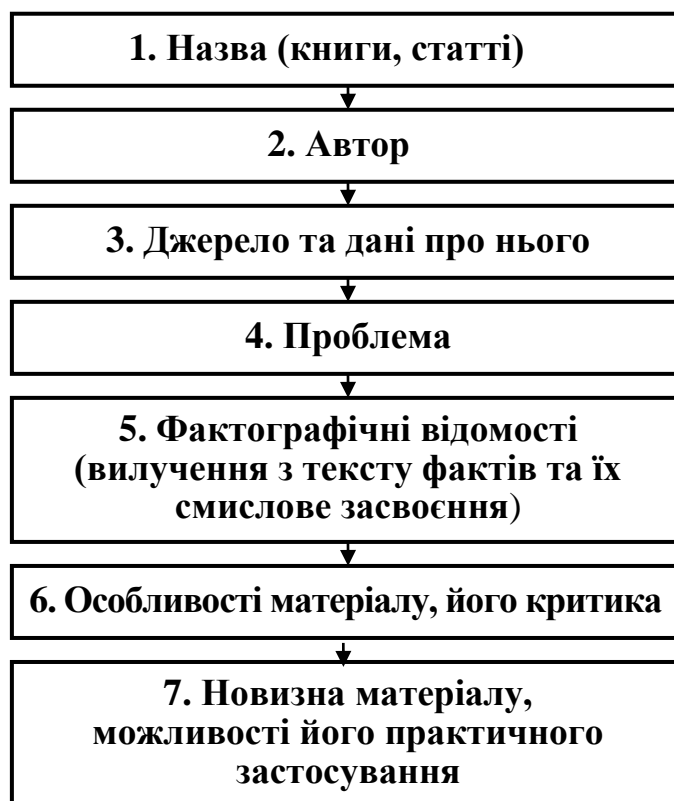 1. Назва (книги, статті)
2. Автор
3. Джерело та дані про нього
4. Проблема
5. Фактографічні відомості
(вилучення з тексту фактів та їх
смислове засвоєння)
6. Особливості матеріалу, його критика
7. Новизна матеріалу,
можливості його практичного
застосування